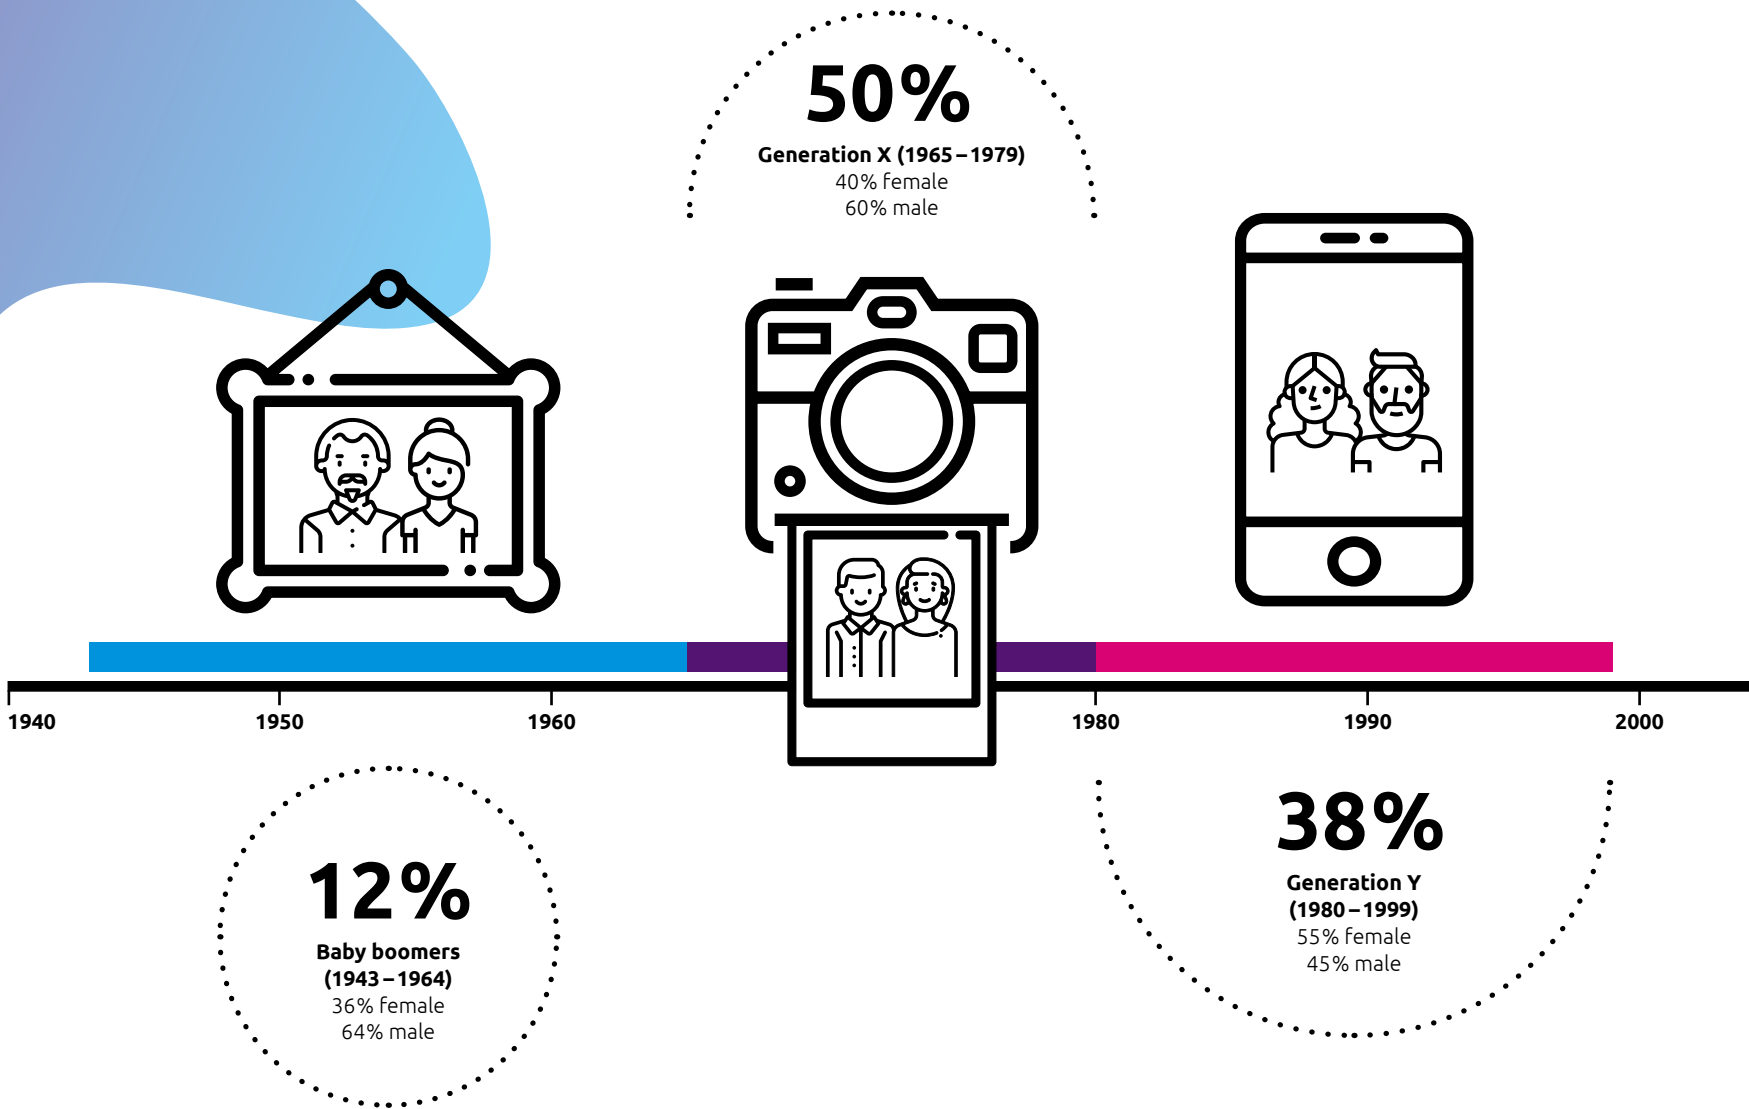 50%
Generation X (1965–1979)
40% female
60% male
1940
1950
1960
1980
1990
2000
12%
Baby boomers
(1943–1964)
36% female
64% male
38%
Generation Y
(1980–1999)
55% female
45% male